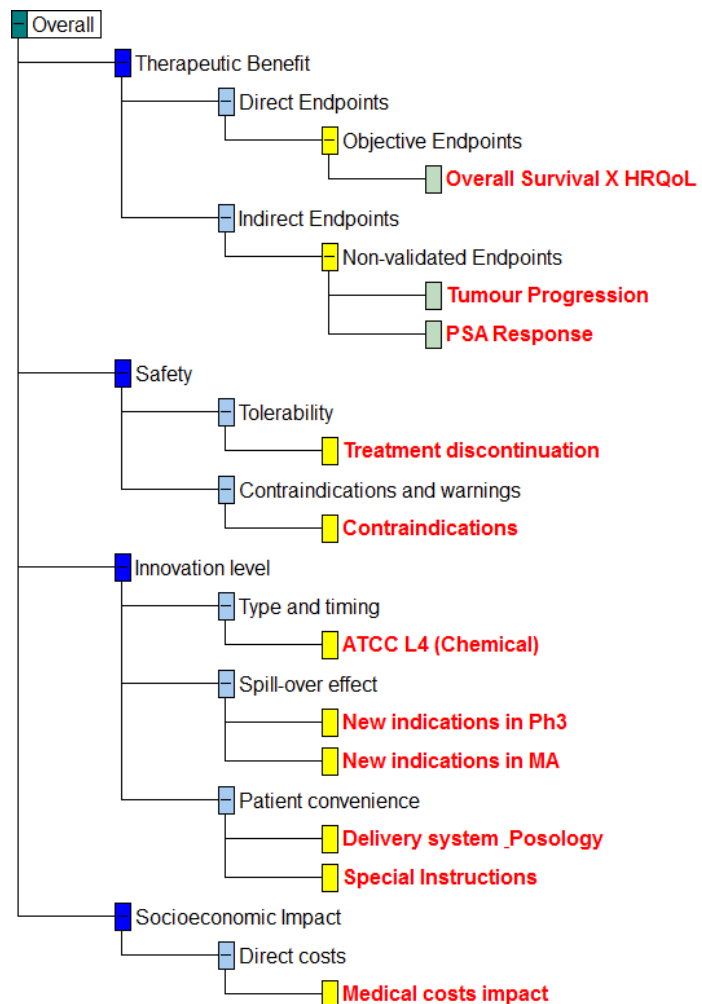 Overall
Therapeutic Benefit
Direct Endpoints
Objective Endpoints
Overall Survival X HRQoL
Indirect Endpoints
Non-validated Endpoints
Tumour Progression
PSA Response
Safety
Tolerability
Treatment discontinuation
Contraindications and warnings
Contraindications
Innovation level
Type and timing
ATCC L4 (Chemical)
Spill-over effect
New indications in Ph3
New indications in MA
Patient convenience
Delivery system _Posology
Special Instructions
Socioeconomic Impact
Direct costs
Medical costs impact